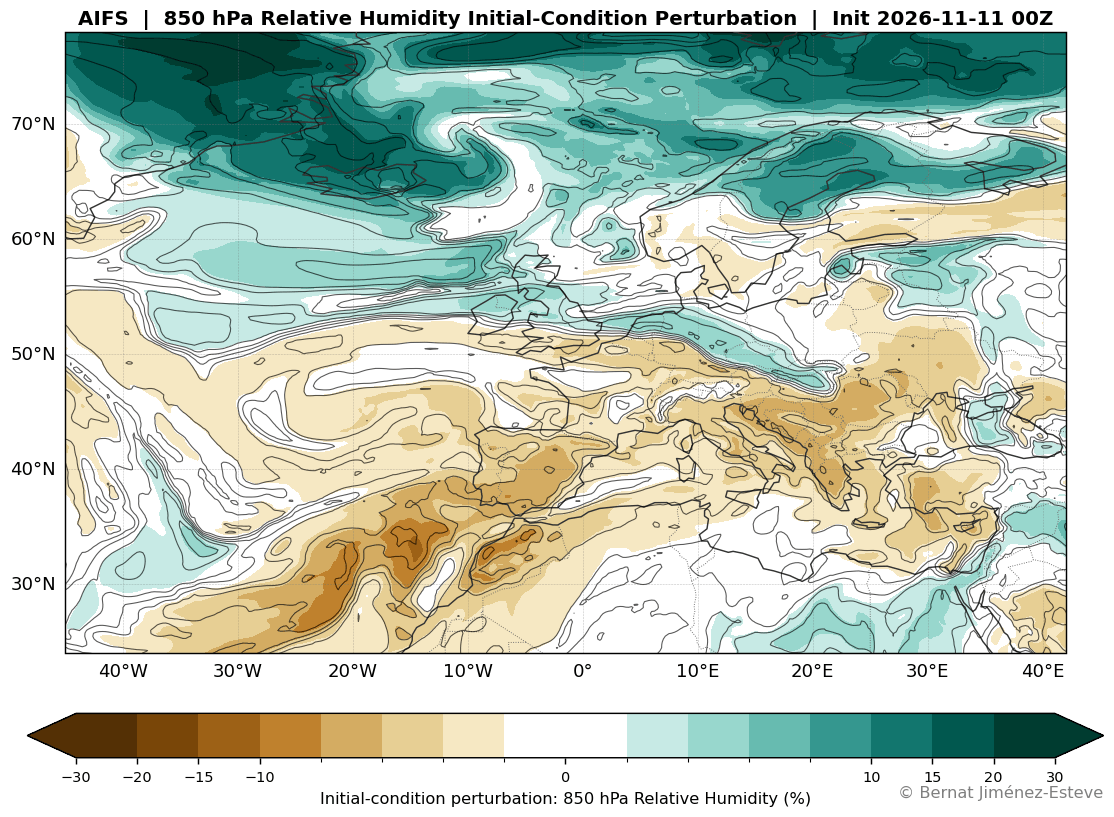 AIFS | 850 hPa Relative Humidity Initial-Condition Perturbation | Init 2026-11-11 00Z
70°N
60°N
50°N
40°N
30°N
40°W 30°W 20°W 10°W 0° 10°E 20°E 30°E 40°E
−30 −20 −15 −10 0 10 15 20 30
Initial-condition perturbation: 850 hPa Relative Humidity (%)
© Bernat Jiménez-Esteve